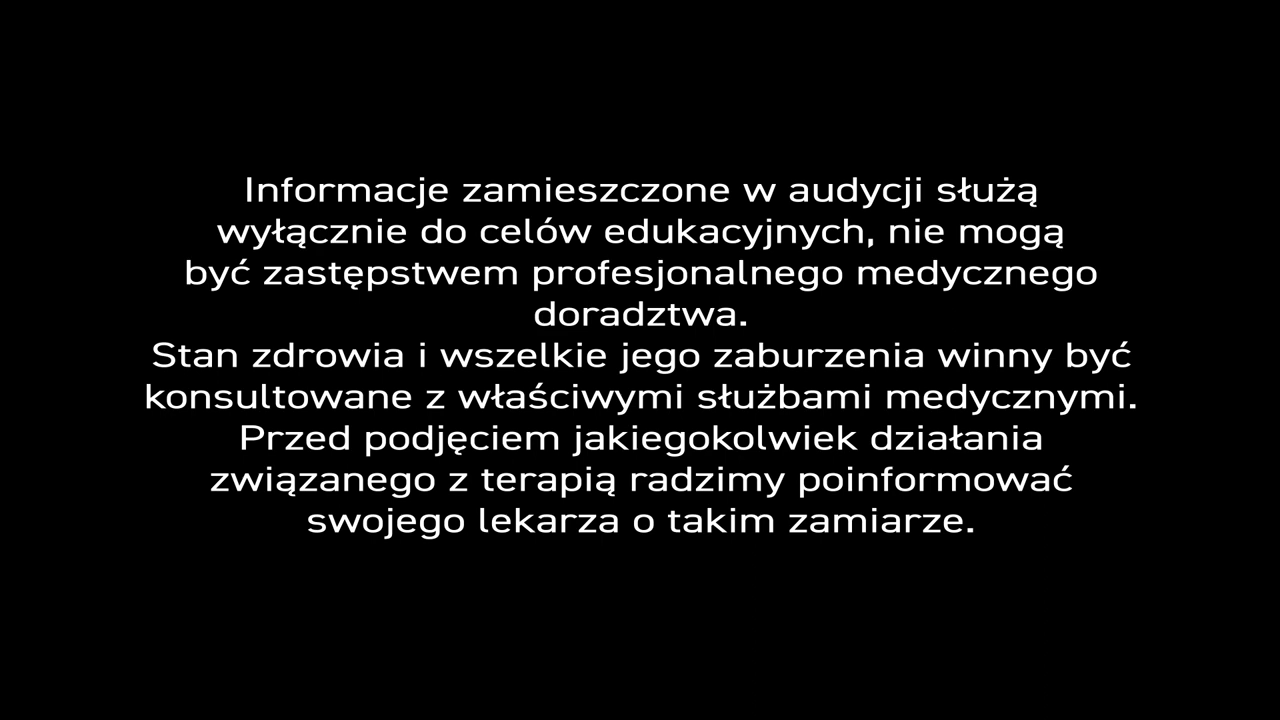 Informacje zamieszczone w audycji służą
wyłącznie do celów edukacyjnych, nie mogą
być zastępstwem profesjonalnego medycznego
doradztwa.
Stan zdrowia i wszelkie jego zaburzenia winny być
konsultowane z właściwymi służbami medycznymi.
Przed podjęciem jakiegokolwiek działania
związanego z terapią radzimy poinformować
swojego lekarza o takim zamiarze.